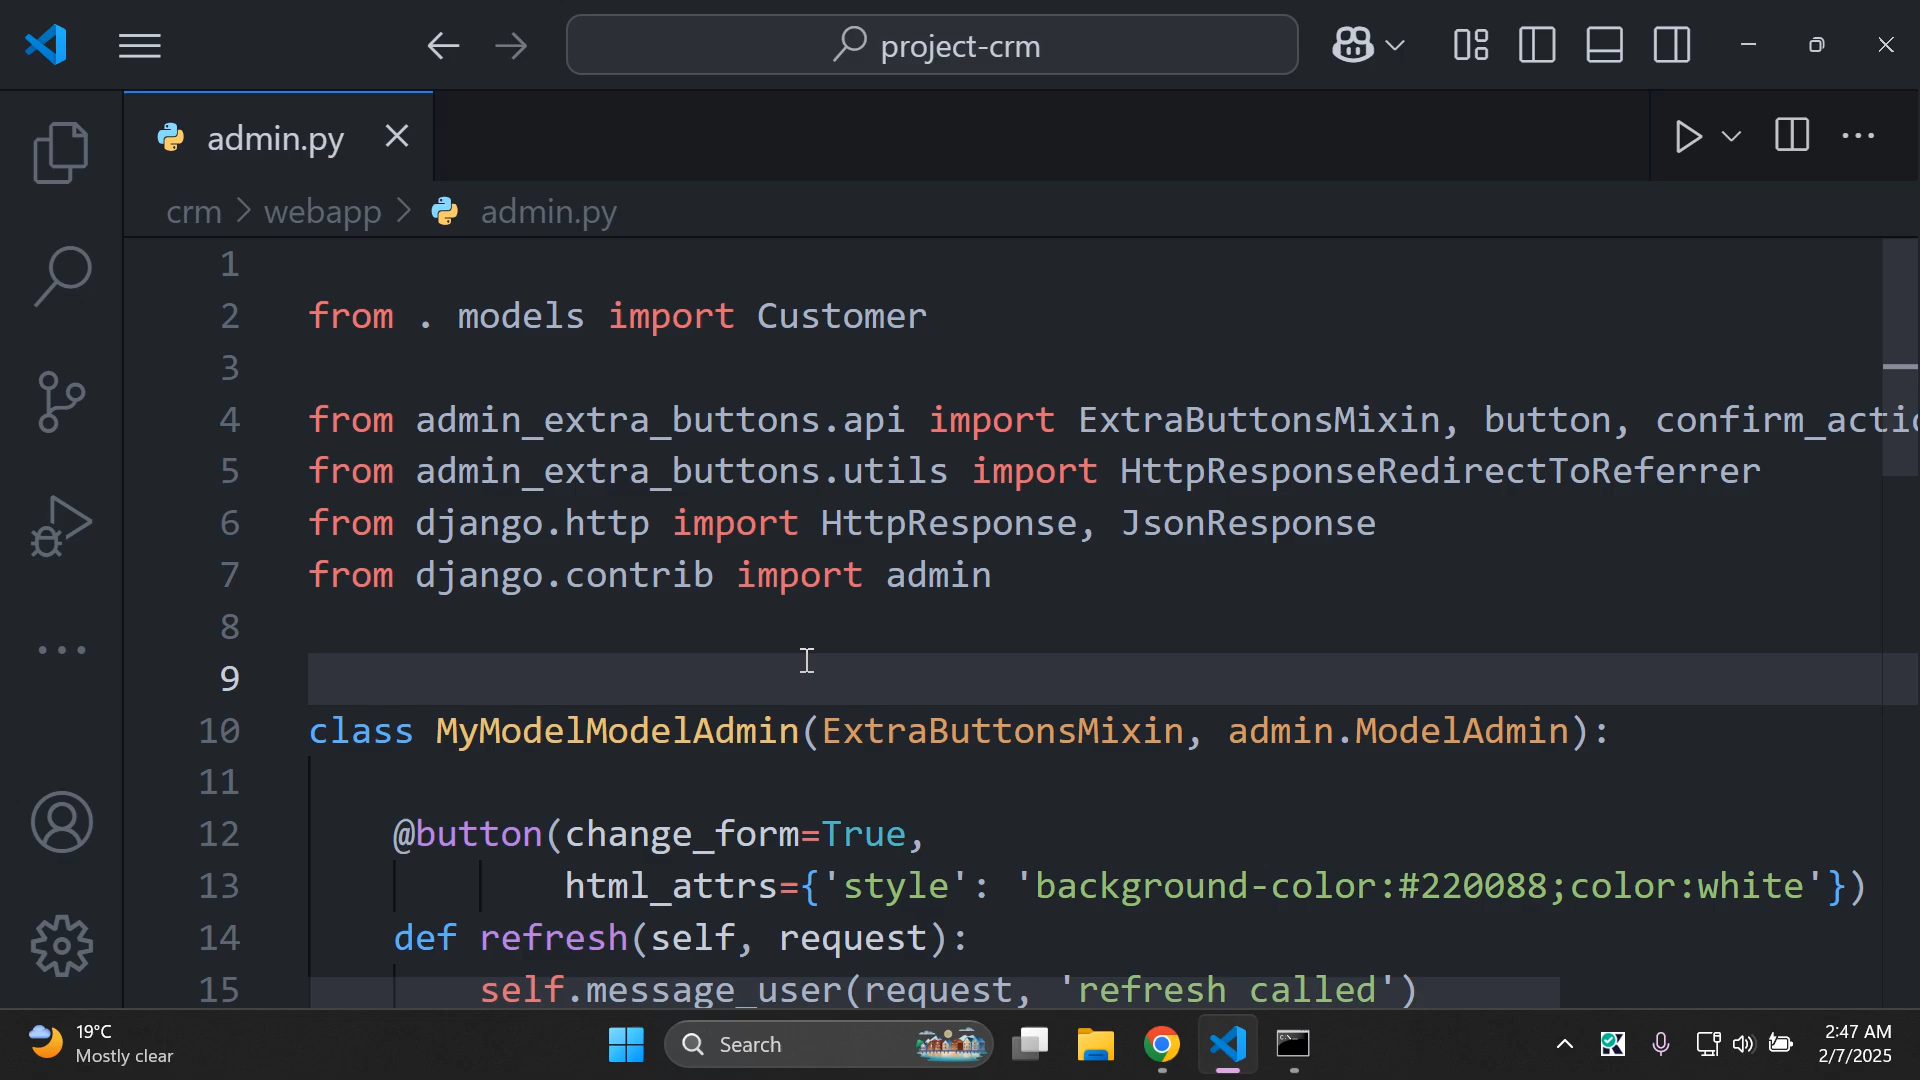 project-crm
admin.py
crm > webapp > admin.py
1
2 from . models import Customer
3
4 from admin_extra_buttons.api import ExtraButtonsMixin, button,
5 from admin_extra_buttons.utils import HttpResponseRedirectToReferrer
6 from django.http import HttpResponse, JsonResponse
7 from django.contrib import admin
8
9
10 class MyModelModelAdmin(ExtraButtonsMixin, admin.ModelAdmin):
11
12 @button(change_form=True,
13 html_attrs={'style': 'background-color:#220088;color:white'})
14 def refresh(self, request):
15 self.message_user(request, 'refresh called')
19°C
Mostly clear
Search
2:47 AM
2/7/2025